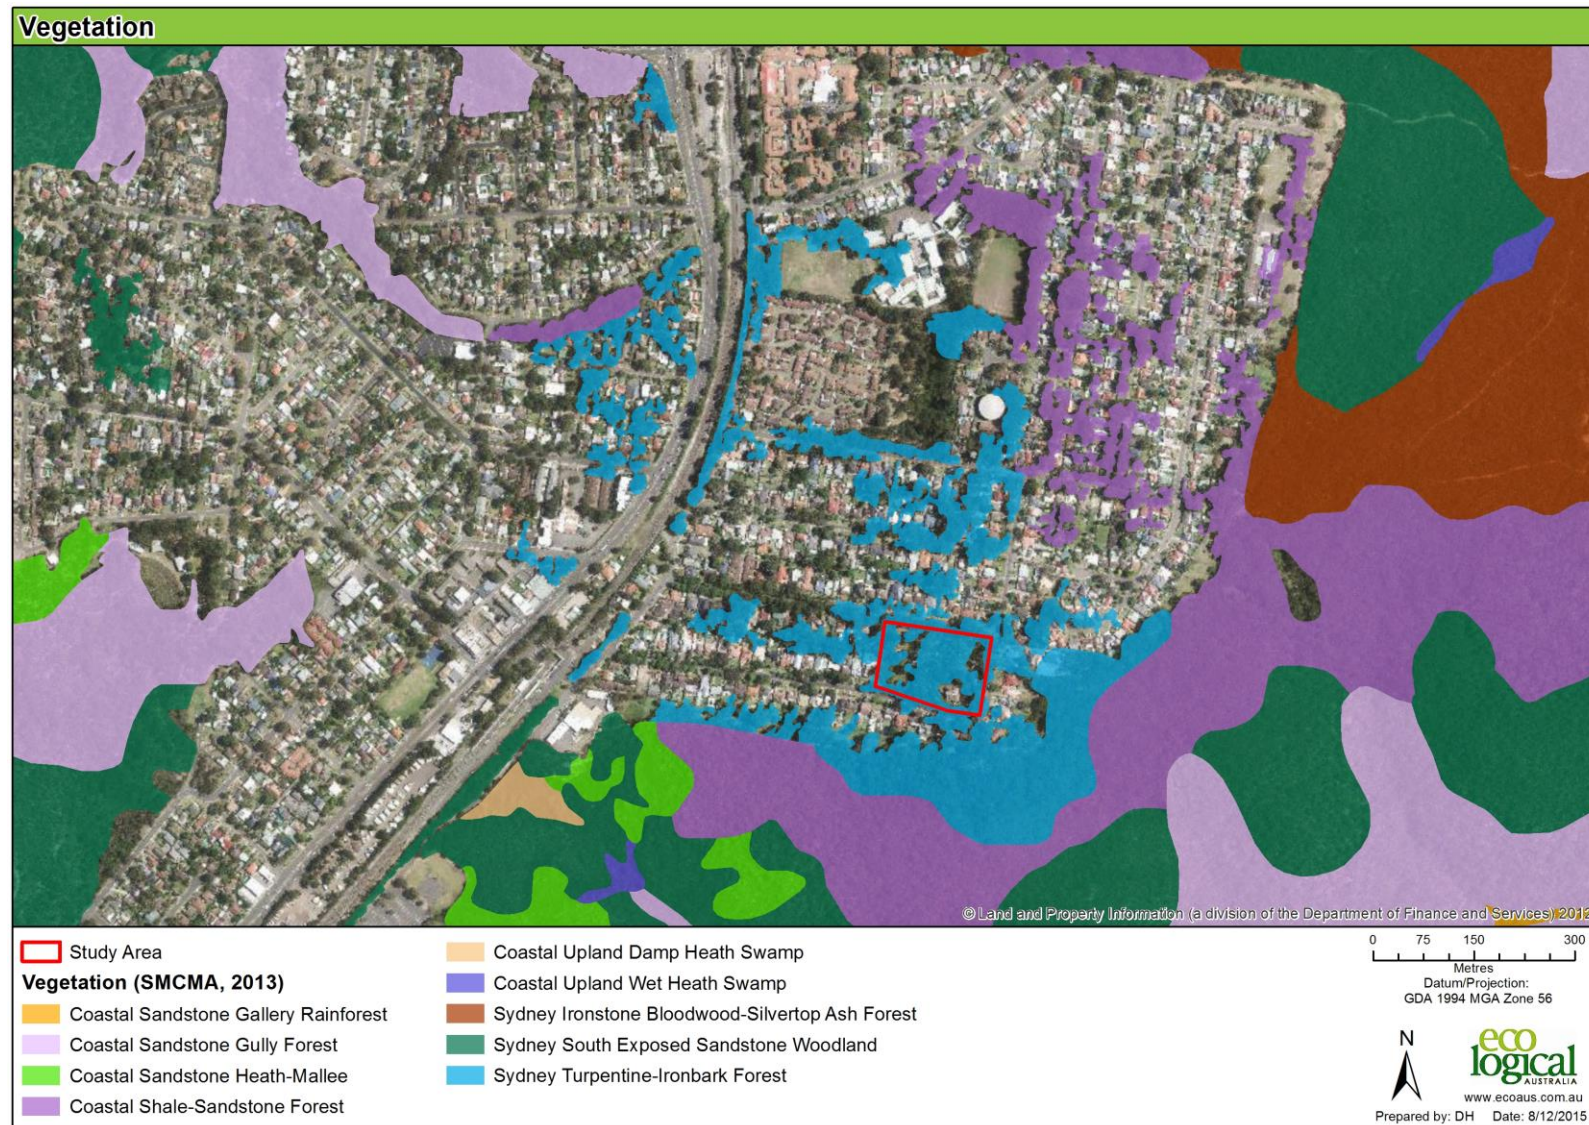 Vegetation
© Land and Property Information (a division of the Department of Finance and Services) 2012
Study Area
Vegetation (SMCMA, 2013)
Coastal Sandstone Gallery Rainforest
Coastal Sandstone Gully Forest
Coastal Sandstone Heath-Mallee
Coastal Shale-Sandstone Forest
Coastal Upland Damp Heath Swamp
Coastal Upland Wet Heath Swamp
Sydney Ironstone Bloodwood-Silvertop Ash Forest
Sydney South Exposed Sandstone Woodland
Sydney Turpentine-Ironbark Forest
0 75 150 300
Metres
Datum/Projection:
GDA 1994 MGA Zone 56
N
eco
logical
AUSTRALIA
www.ecoaus.com.au
Prepared by: DH Date: 8/12/2015